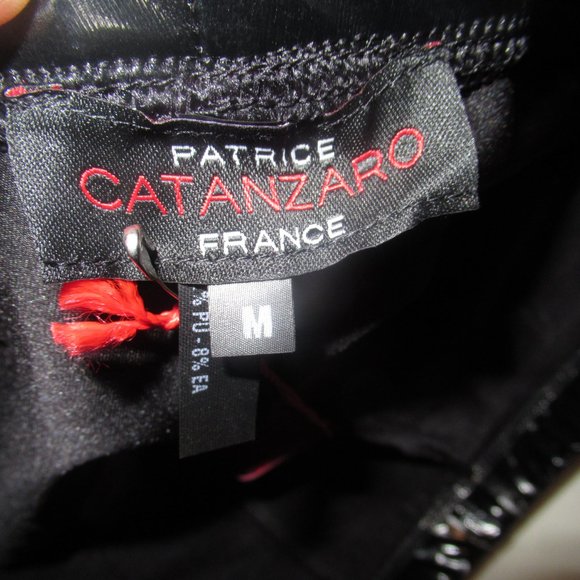 PATRICE
CATANZARO
FRANCE
M
% PU - 8% EA